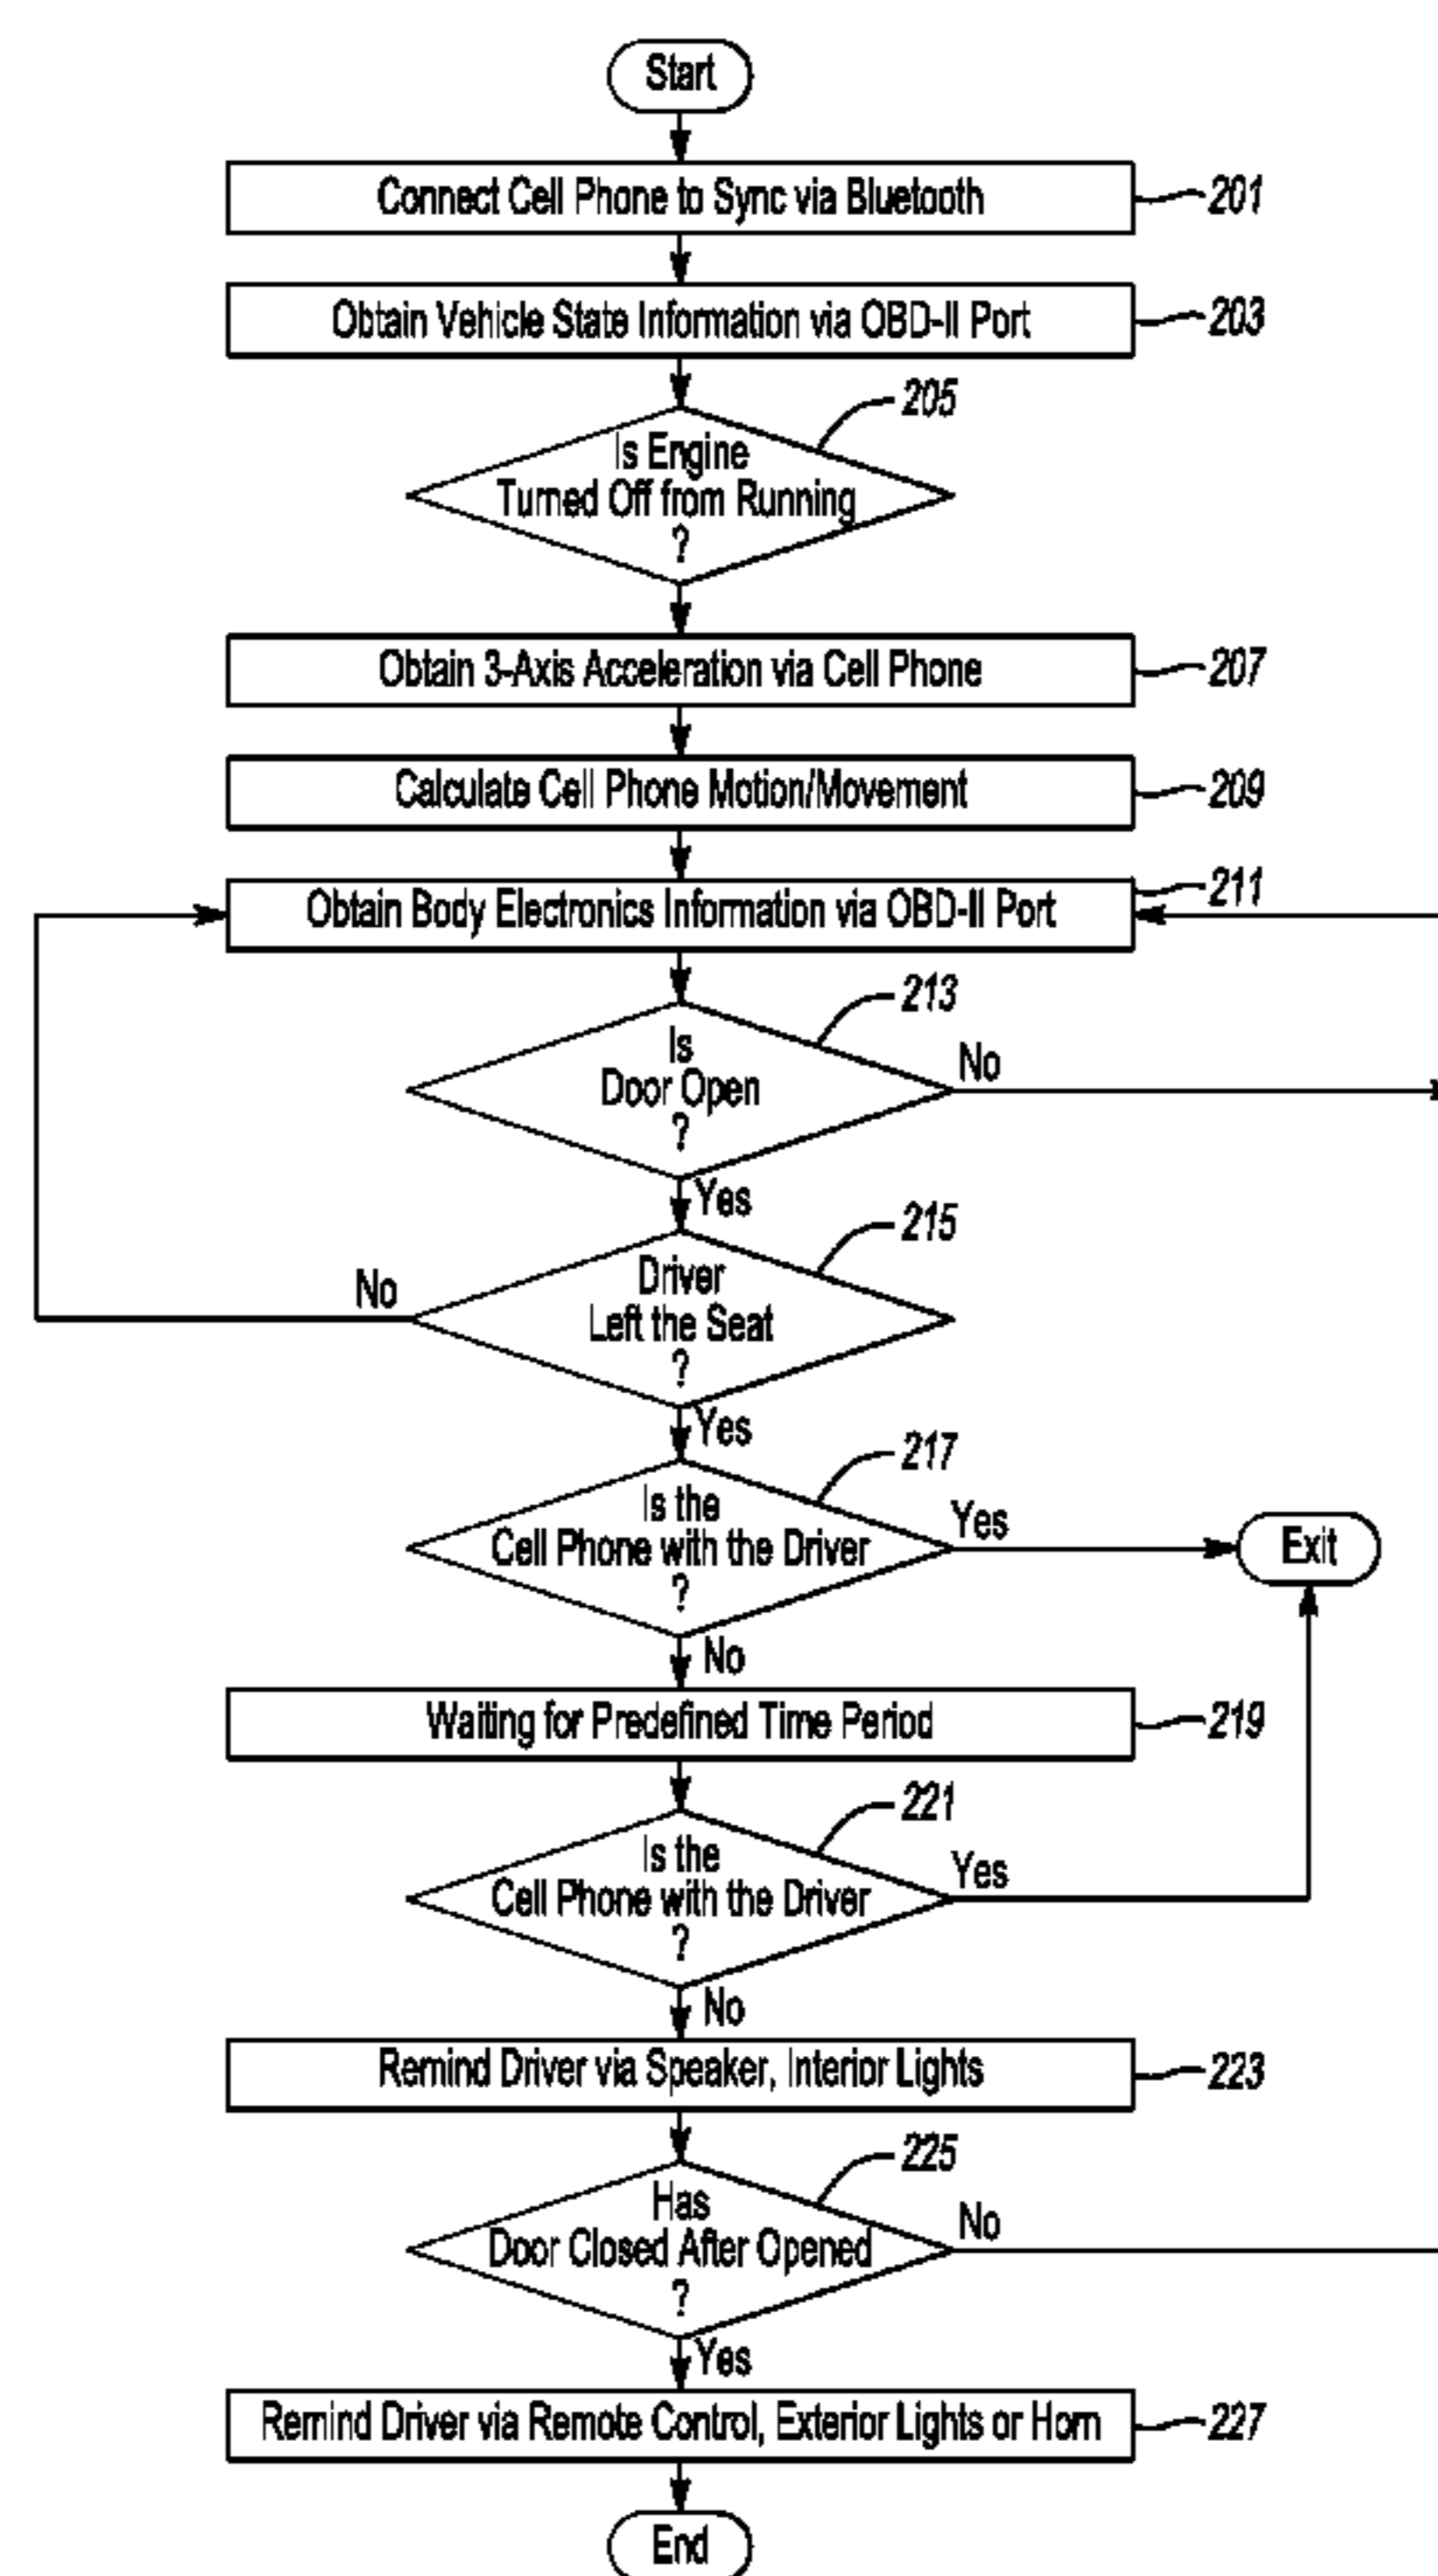 Start
Connect Cell Phone to Sync via Bluetooth
201
Obtain Vehicle State Information via OBD-II Port
203
205
Is Engine
Turned Off from Running
?
Obtain 3-Axis Acceleration via Cell Phone
207
Calculate Cell Phone Motion/Movement
209
Obtain Body Electronics Information via OBD-II Port
211
213
Is
Door Open
?
No
Yes
215
Driver
Left the Seat
?
No
Yes
217
Is the
Cell Phone with the Driver
?
Yes
Exit
No
Waiting for Predefined Time Period
219
221
Is the
Cell Phone with the Driver
?
Yes
No
Remind Driver via Speaker, Interior Lights
223
225
Has
Door Closed After Opened
?
No
Yes
Remind Driver via Remote Control, Exterior Lights or Horn
227
End